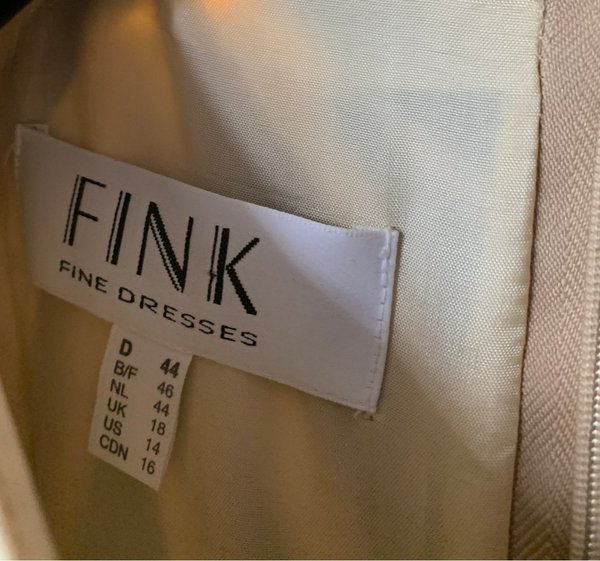 FINK
FINE DRESSES
D 44
B/F 46
NL 44
UK 18
US 14
CDN 16